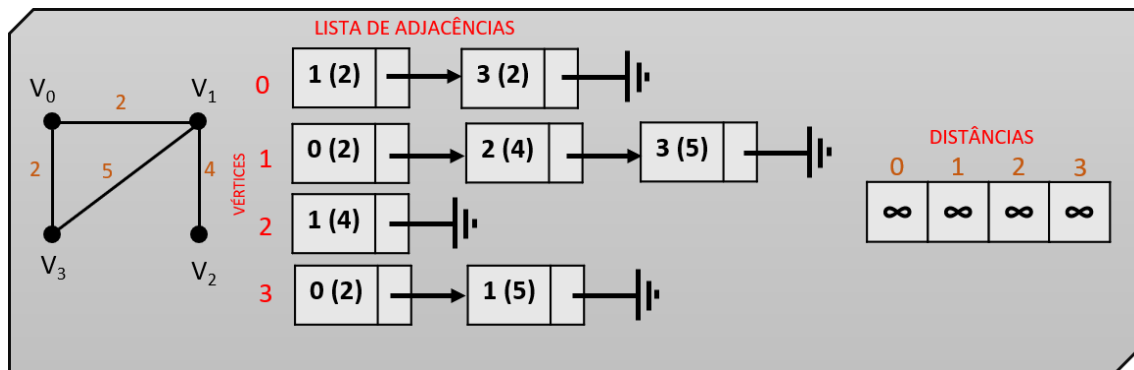 LISTA DE ADJACÊNCIAS
0 1 (2) 3 (2)
V₀ 2 V₁
1 0 (2) 2 (4) 3 (5)
DISTÂNCIAS
0 1 2 3
∞ ∞ ∞ ∞
2 5 4
VÉRTICES
2 1 (4)
V₃ V₂
3 0 (2) 1 (5)